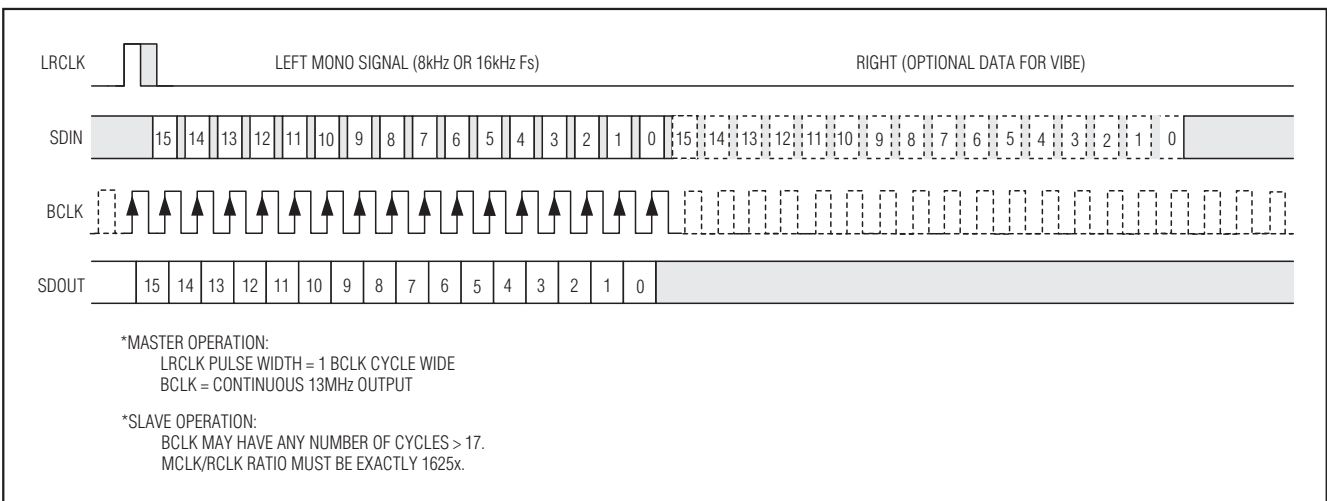 LRCLK LEFT MONO SIGNAL (8kHz OR 16kHz Fs) RIGHT (OPTIONAL DATA FOR VIBE)
SDIN 15 14 13 12 11 10 9 8 7 6 5 4 3 2 1 0 15 14 13 12 11 10 9 8 7 6 5 4 3 2 1 0
BCLK
SDOUT 15 14 13 12 11 10 9 8 7 6 5 4 3 2 1 0
*MASTER OPERATION:
LRCLK PULSE WIDTH = 1 BCLK CYCLE WIDE
BCLK = CONTINUOUS 13MHz OUTPUT
*SLAVE OPERATION:
BCLK MAY HAVE ANY NUMBER OF CYCLES > 17.
MCLK/RCLK RATIO MUST BE EXACTLY 1625x.